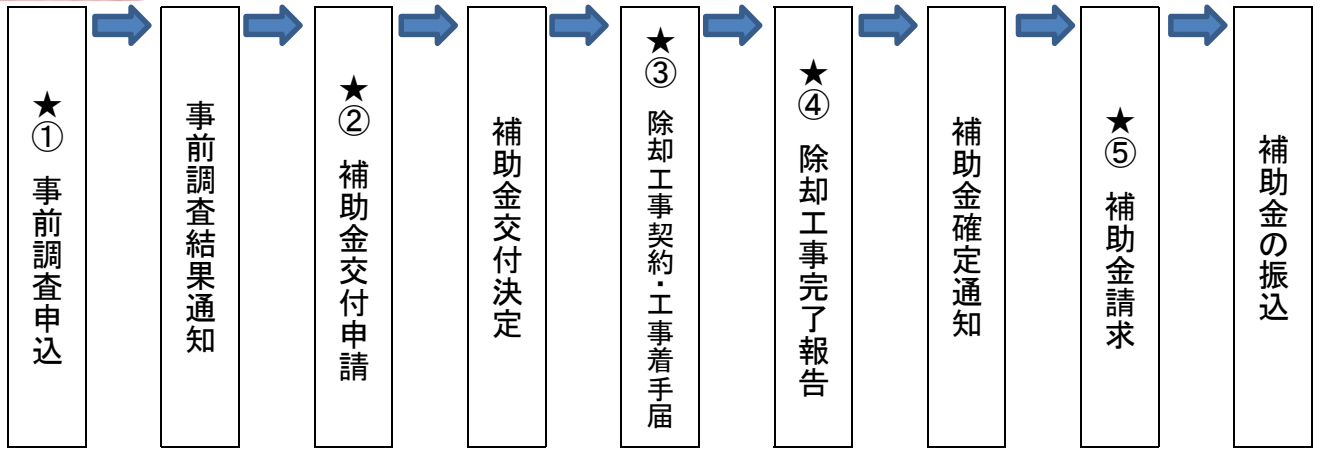 ★① 事前調査申込
事前調査結果通知
★② 補助金交付申請
補助金交付決定
★③ 除却工事契約・工事着手届
★④ 除却工事完了報告
補助金確定通知
★⑤ 補助金請求
補助金の振込